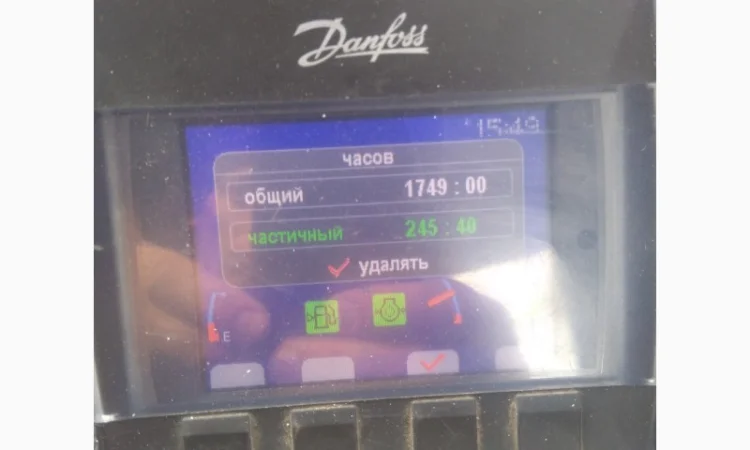 Danfoss
15:49
часов
общий 1749 : 00
частичный 245 : 40
удалять
E